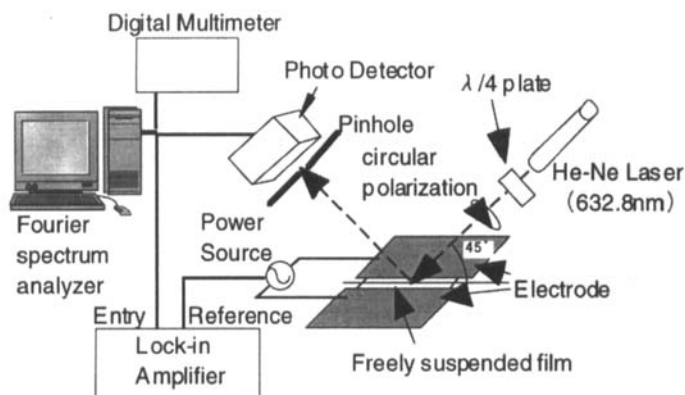 Digital Multimeter
Photo Detector
λ/4 plate
Pinhole
circular
polarization
He-Ne Laser
(632.8nm)
Fourier
spectrum
analyzer
Power
Source
45°
Electrode
Entry
Reference
Lock-in
Amplifier
Freely suspended film